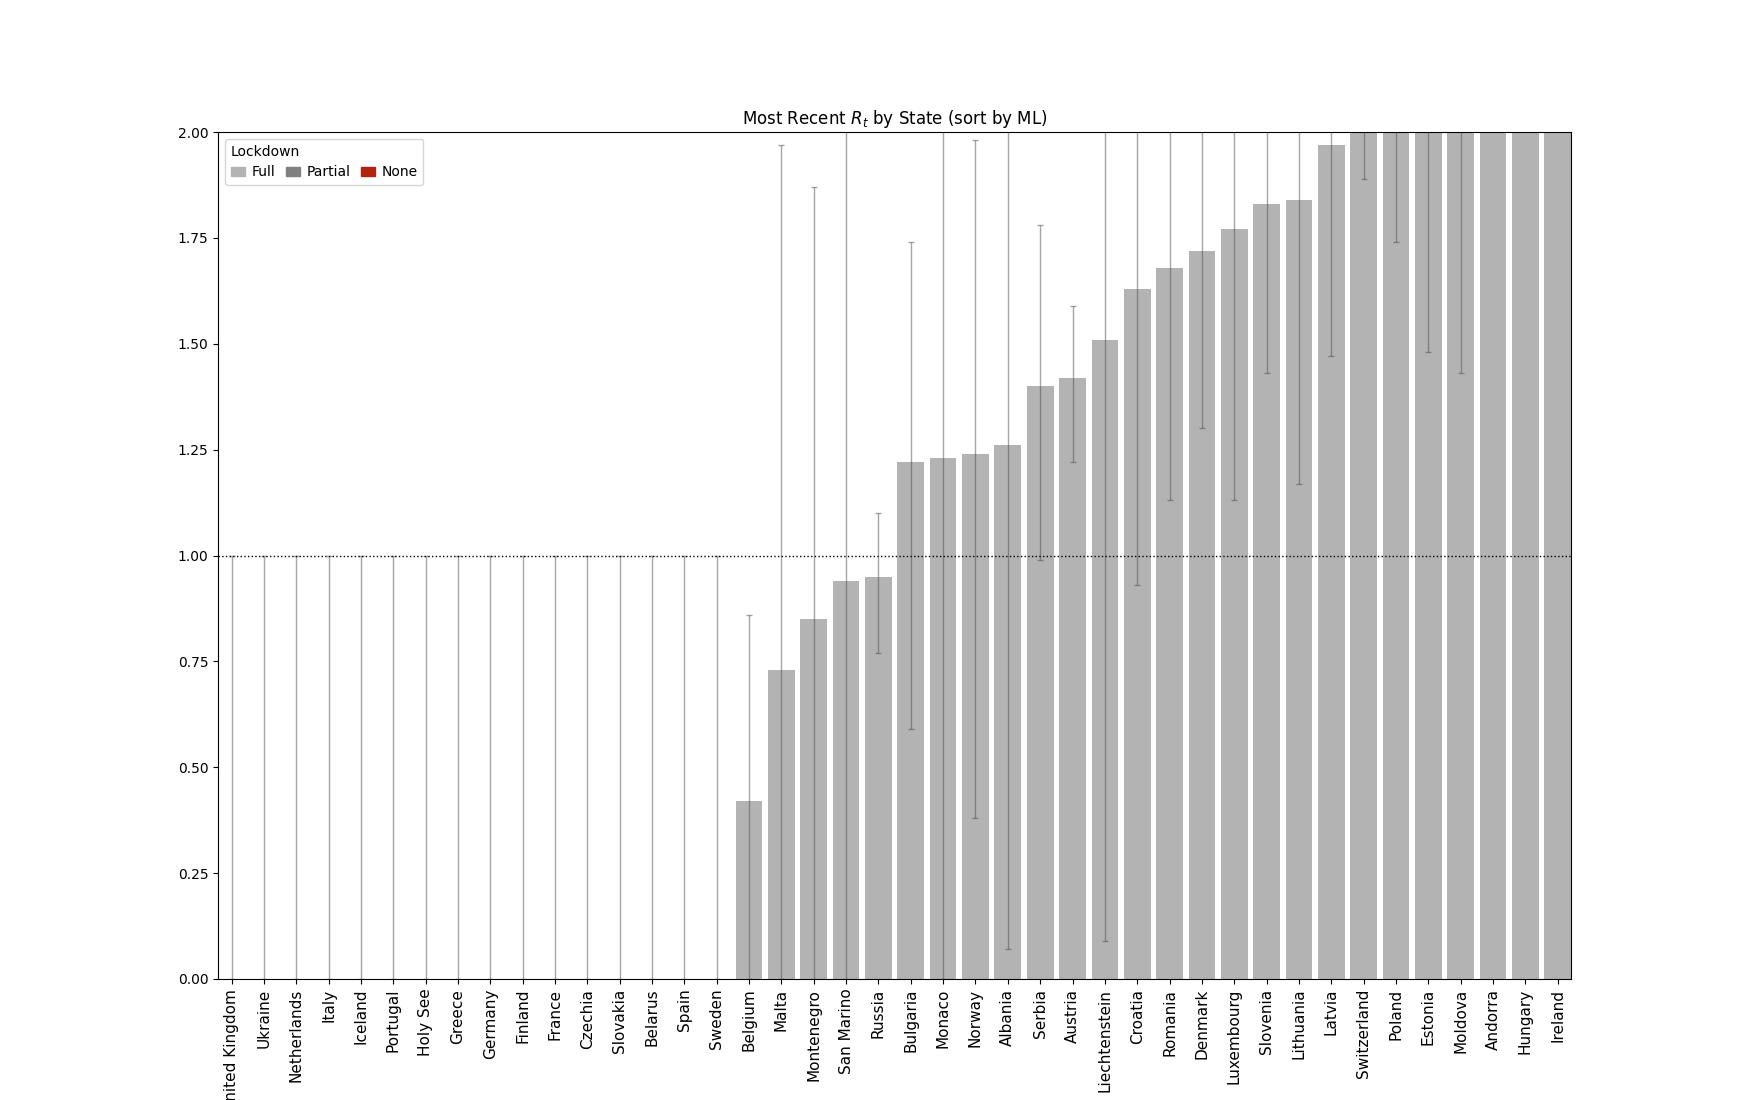 Most Recent R_t by State (sort by ML)
2.00
1.75
1.50
1.25
1.00
0.75
0.50
0.25
0.00
Lockdown
Full Partial None
nited Kingdom
Ukraine
Netherlands
Italy
Iceland
Portugal
Holy See
Greece
Germany
Finland
France
Czechia
Slovakia
Belarus
Spain
Sweden
Belgium
Malta
Montenegro
San Marino
Russia
Bulgaria
Monaco
Norway
Albania
Serbia
Austria
Liechtenstein
Croatia
Romania
Denmark
Luxembourg
Slovenia
Lithuania
Latvia
Switzerland
Poland
Estonia
Moldova
Andorra
Hungary
Ireland